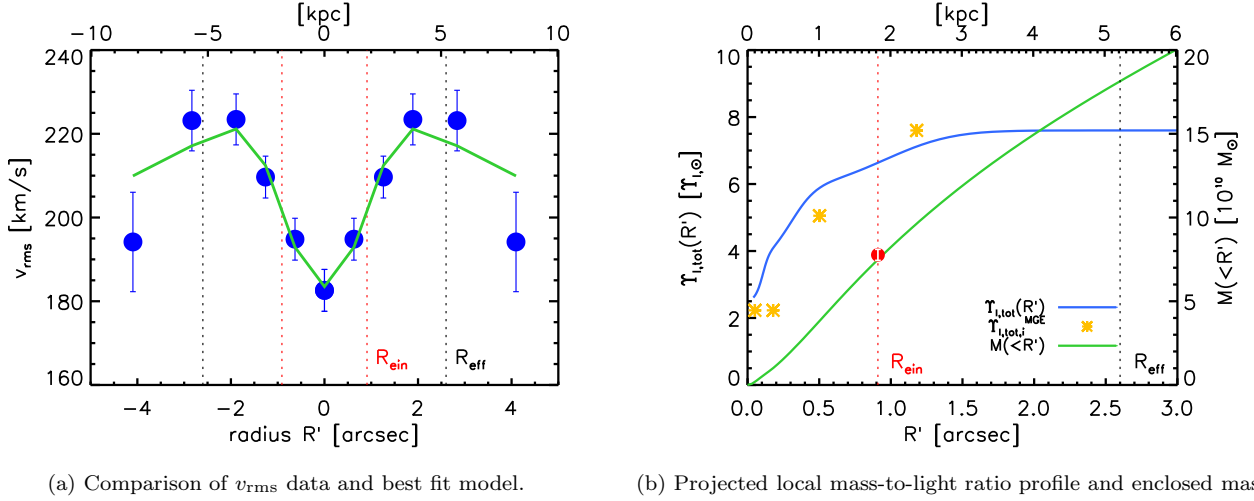 [kpc]
-10 -5 0 5 10
240
220
200
180
160
v_rms [km/s]
R_ein
R_eff
-4 -2 0 2 4
radius R' [arcsec]
(a) Comparison of v_rms data and best fit model.
[kpc]
0 1 2 3 4 5 6
10
8
6
4
2
0
ϒ_I,tot(R') [ϒ_I,⊙]
20
15
10
5
0
M(<R') [10^10 M_⊙]
ϒ_I,tot(R')
ϒ_I,tot,i^MGE
M(<R')
R_ein
R_eff
0.0 0.5 1.0 1.5 2.0 2.5 3.0
R' [arcsec]
(b) Projected local mass-to-light ratio profile and enclosed mas